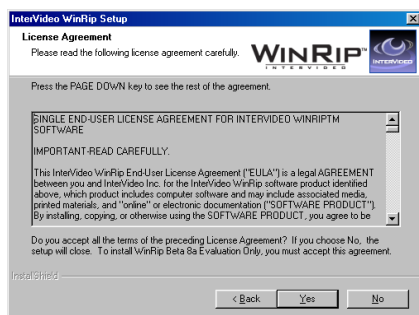 InterVideo WinRip Setup
License Agreement
Please read the following license agreement carefully.
WINRIP™
INTERVIDEO
INTERVIDEO
Press the PAGE DOWN key to see the rest of the agreement.
SINGLE END-USER LICENSE AGREEMENT FOR INTERVIDEO WINRIPTM
SOFTWARE
IMPORTANT-READ CAREFULLY.
This InterVideo WinRip End-User License Agreement ("EULA") is a legal AGREEMENT
between you and InterVideo Inc. for the InterVideo WinRip software product identified
above, which product includes computer software and may include associated media,
printed materials, and "online" or electronic documentation ("SOFTWARE PRODUCT").
By installing, copying, or otherwise using the SOFTWARE PRODUCT, you agree to be
Do you accept all the terms of the preceding License Agreement? If you choose No, the
setup will close. To install WinRip Beta 8a Evaluation Only, you must accept this agreement.
InstallShield
< Back
Yes
No